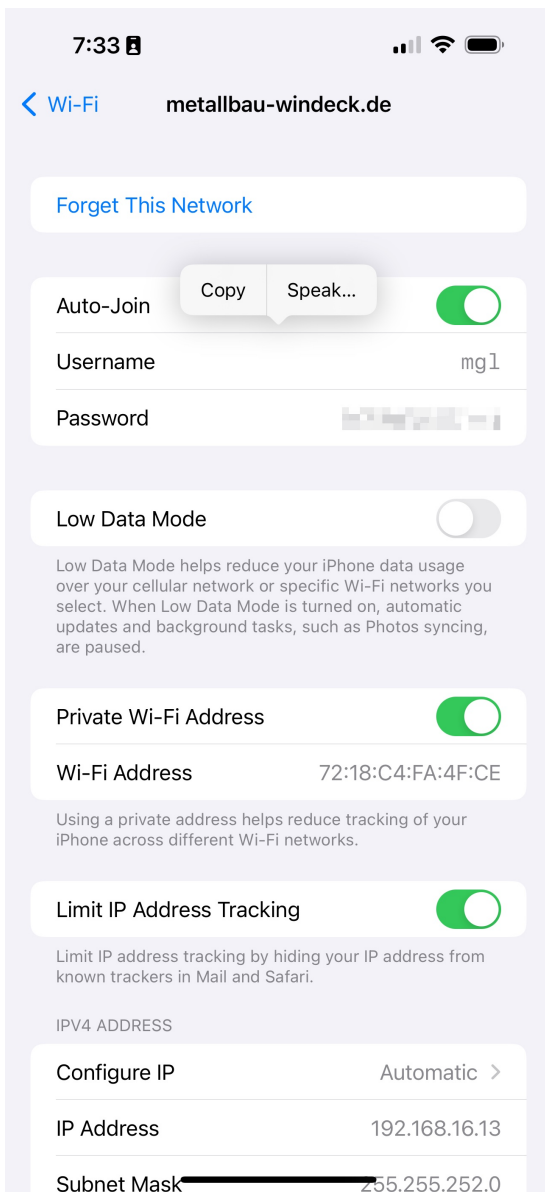 7:33
Wi-Fi
metallbau-windeck.de
Forget This Network
Copy
Speak...
Auto-Join
Username
mgl
Password
Low Data Mode
Low Data Mode helps reduce your iPhone data usage
over your cellular network or specific Wi-Fi networks you
select. When Low Data Mode is turned on, automatic
updates and background tasks, such as Photos syncing,
are paused.
Private Wi-Fi Address
Wi-Fi Address
72:18:C4:FA:4F:CE
Using a private address helps reduce tracking of your
iPhone across different Wi-Fi networks.
Limit IP Address Tracking
Limit IP address tracking by hiding your IP address from
known trackers in Mail and Safari.
IPV4 ADDRESS
Configure IP
Automatic
IP Address
192.168.16.13
Subnet Mask
255.255.252.0